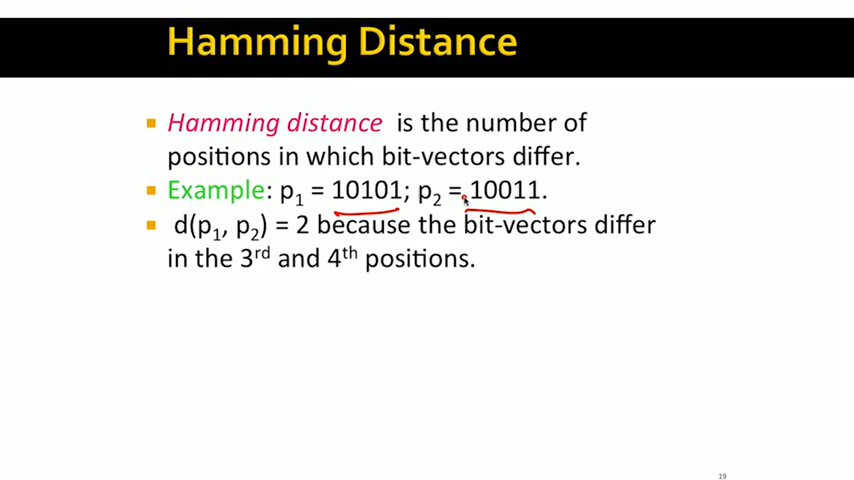 Hamming Distance
Hamming distance is the number of
positions in which bit-vectors differ.
Example: p₁ = 10101; p₂ = 10011.
d(p₁, p₂) = 2 because the bit-vectors differ
in the 3ʳᵈ and 4ᵗʰ positions.
19